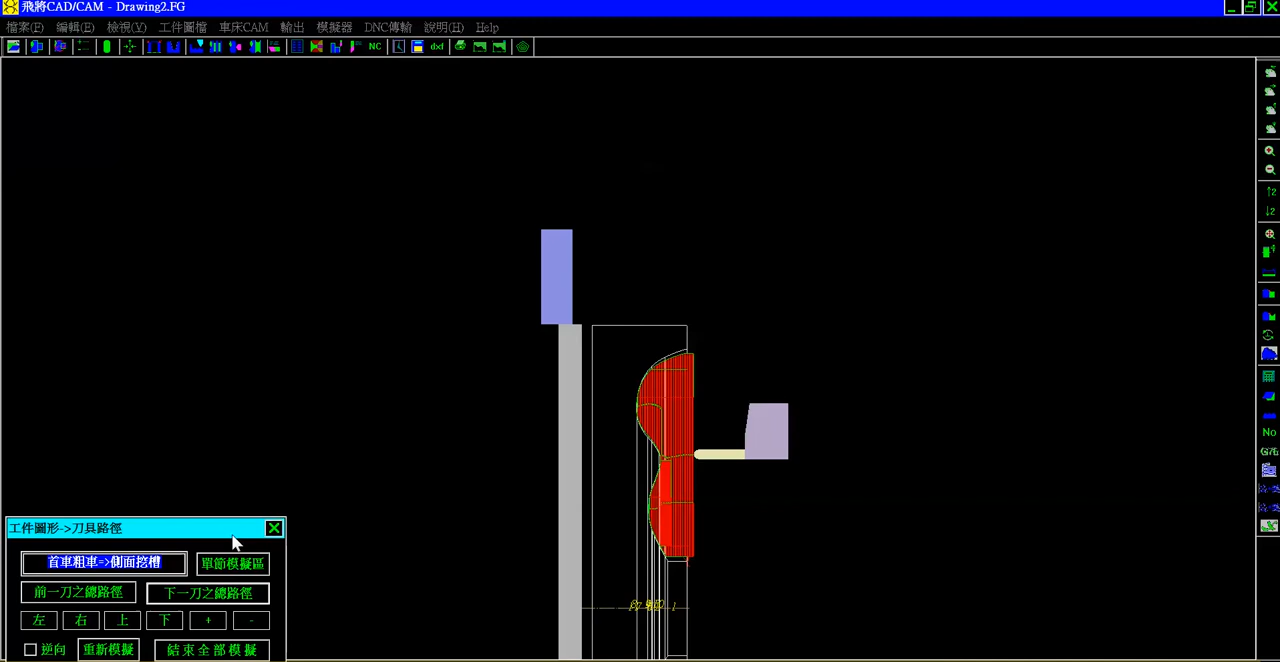 飛將CAD/CAM - Drawing2.FG
檔案(F) 編輯(E) 檢視(V) 工件圖檔 車床CAM 輸出 模擬器 DNC傳輸 說明(H) Help
NC dxf
↑2
↓2
No
G76
工件圖形->刀具路徑
首車粗車=>側面挖槽 單節模擬區
前一刀之總路徑 下一刀之總路徑
左 右 上 下 + -
逆向 重新模擬 結束全部模擬